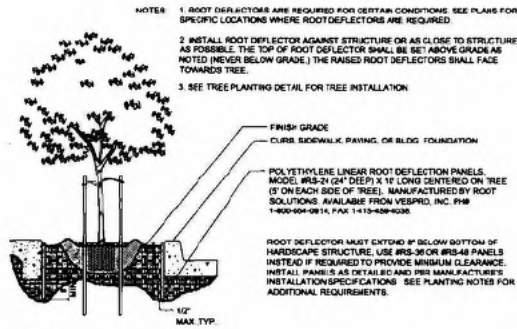 NOTES: 1. ROOT DEFLECTORS ARE REQUIRED FOR CERTAIN CONDITIONS. SEE PLANS FOR
SPECIFIC LOCATIONS WHERE ROOT DEFLECTORS ARE REQUIRED.
2. INSTALL ROOT DEFLECTOR AGAINST STRUCTURE OR AS CLOSE TO STRUCTURE
AS POSSIBLE. THE TOP OF ROOT DEFLECTOR SHALL BE SET ABOVE GRADE AS
NOTED (NEVER BELOW GRADE.) THE RAISED ROOT DEFLECTORS SHALL FACE
TOWARDS TREE.
3. SEE TREE PLANTING DETAIL FOR TREE INSTALLATION
FINISH GRADE
CURB, SIDEWALK, PAVING, OR BLDG. FOUNDATION
POLYETHYLENE LINEAR ROOT DEFLECTION PANELS.
MODEL #RS-24 (24" DEEP) X 10' LONG CENTERED ON TREE
(5' ON EACH SIDE OF TREE). MANUFACTURED BY ROOT
SOLUTIONS. AVAILABLE FROM VESPRO, INC. PH#
FAX
ROOT DEFLECTOR MUST EXTEND 8" BELOW BOTTOM OF
HARDSCAPE STRUCTURE, USE #RS-36 OR #RS-48 PANELS
INSTEAD IF REQUIRED TO PROVIDE MINIMUM CLEARANCE.
INSTALL PANELS AS DETAILED AND PER MANUFACTURE'S
INSTALLATION SPECIFICATIONS SEE PLANTING NOTES FOR
ADDITIONAL REQUIREMENTS.
MIN
1/2"
MAX. TYP.